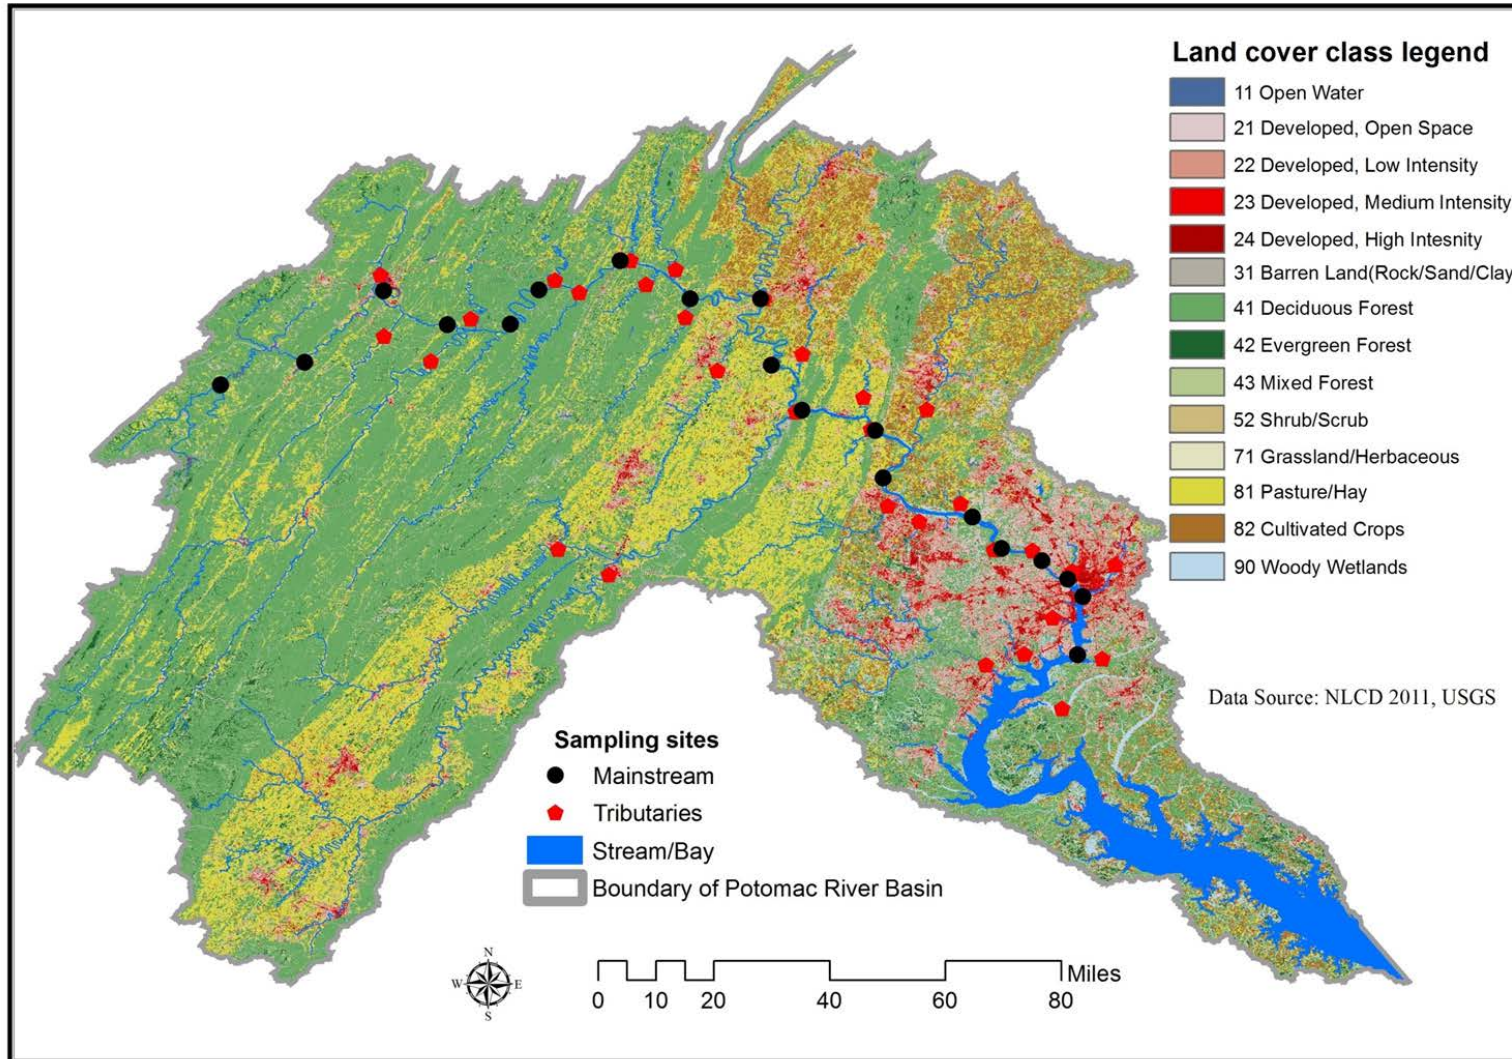 Land cover class legend
11 Open Water
21 Developed, Open Space
22 Developed, Low Intensity
23 Developed, Medium Intensity
24 Developed, High Intesnity
31 Barren Land(Rock/Sand/Clay
41 Deciduous Forest
42 Evergreen Forest
43 Mixed Forest
52 Shrub/Scrub
71 Grassland/Herbaceous
81 Pasture/Hay
82 Cultivated Crops
90 Woody Wetlands
Data Source: NLCD 2011, USGS
Sampling sites
Mainstream
Tributaries
Stream/Bay
Boundary of Potomac River Basin
N
W E
S
Miles
0 10 20 40 60 80